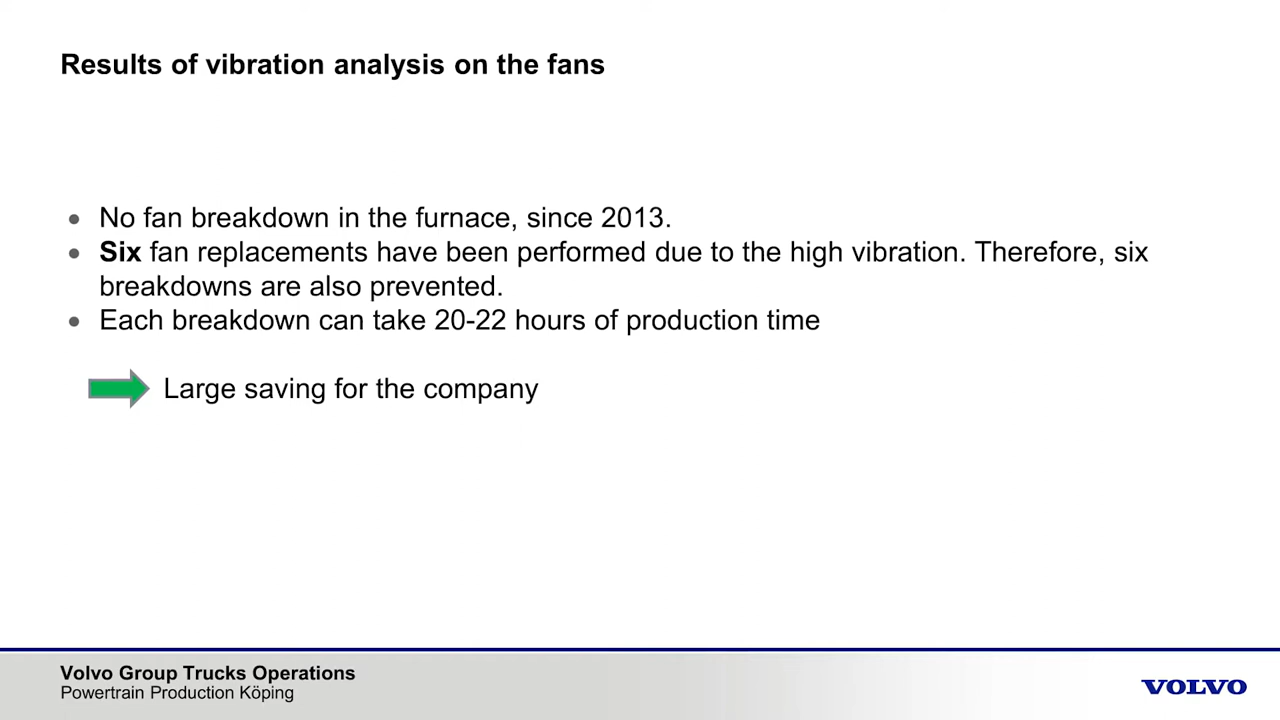 Results of vibration analysis on the fans
• No fan breakdown in the furnace, since 2013.
• Six fan replacements have been performed due to the high vibration. Therefore, six
breakdowns are also prevented.
• Each breakdown can take 20-22 hours of production time
Large saving for the company
Volvo Group Trucks Operations
Powertrain Production Köping
VOLVO